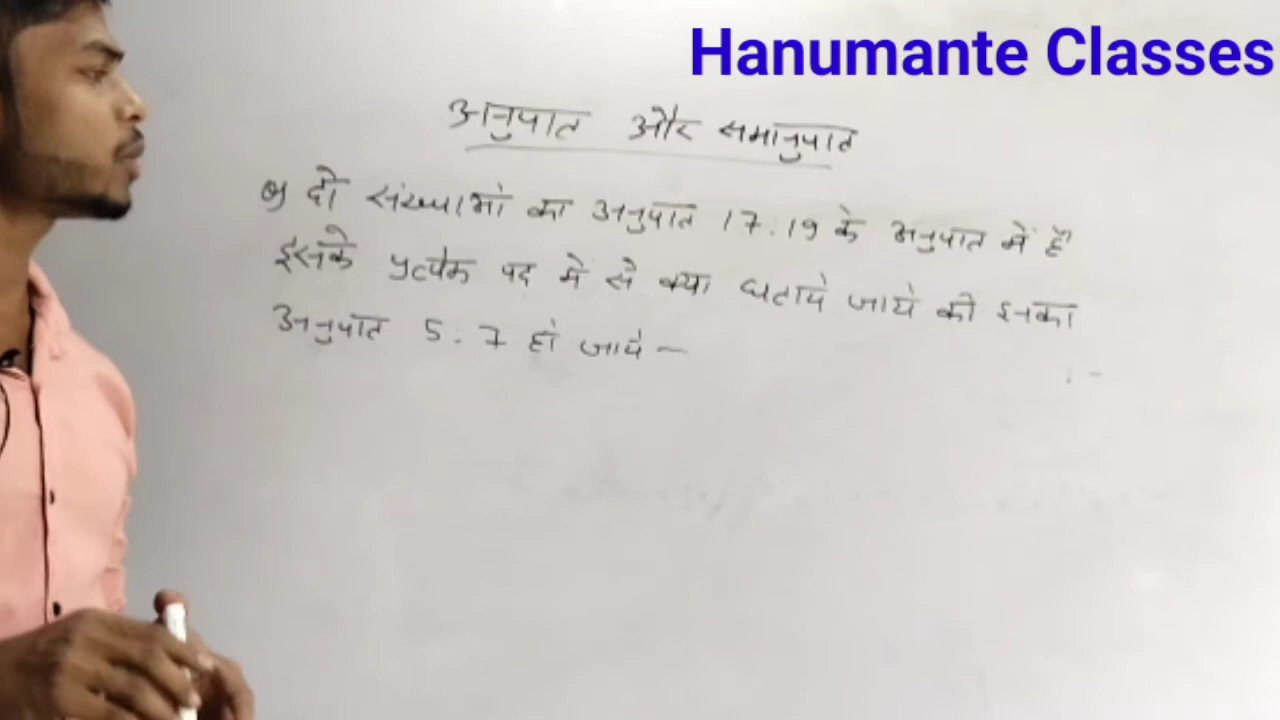 Hanumante Classes
अनुपात और समानुपात
Q दो संख्याओं का अनुपात 17:19 के अनुपात में है
इसके प्रत्येक पद में से क्या घटाये जाये की इनका
अनुपात 5:7 हो जाये —